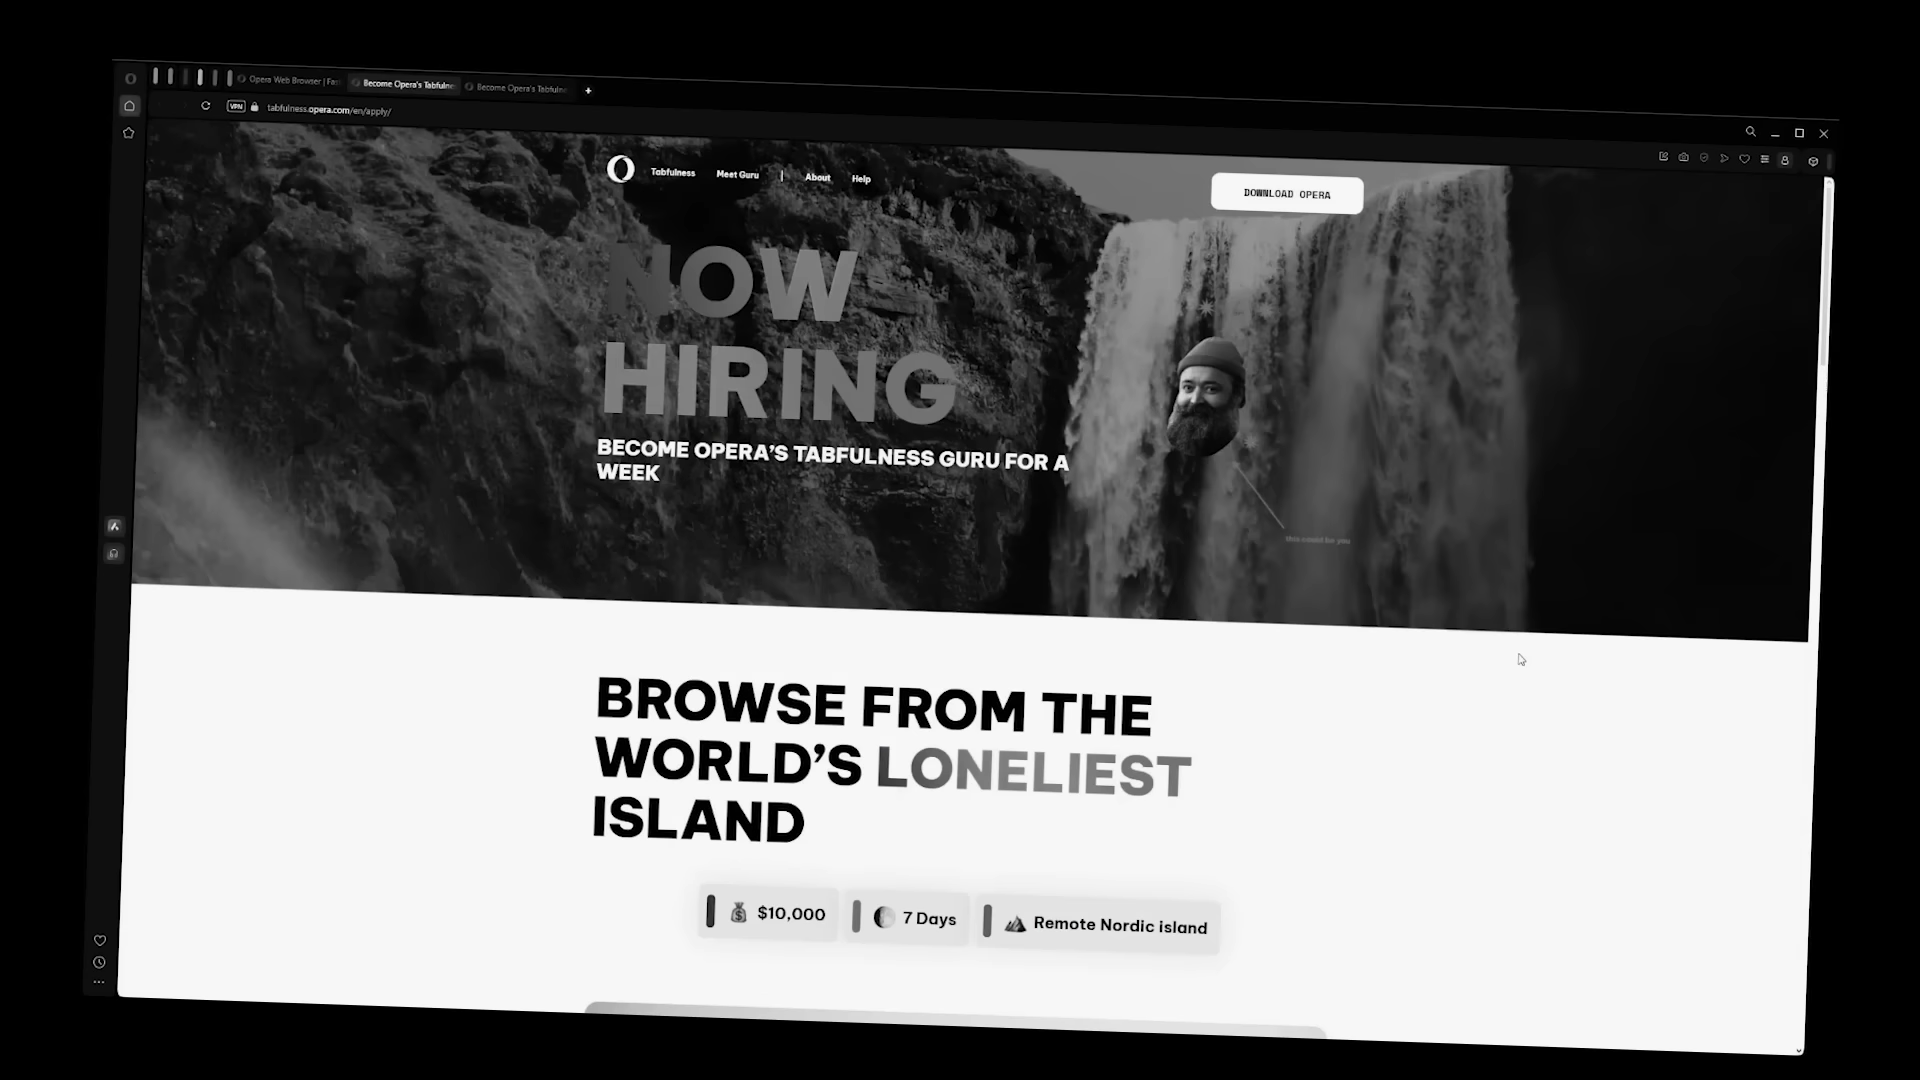 Opera Web Browser | Fas
Become Opera's Tabfulne
Become Opera's Tabfulne
VPN
tabfulness.opera.com/en/apply/
Tabfulness Meet Guru | About Help
DOWNLOAD OPERA
NOW
HIRING
BECOME OPERA'S TABFULNESS GURU FOR A
WEEK
this could be you
BROWSE FROM THE
WORLD'S LONELIEST
ISLAND
$10,000
7 Days
Remote Nordic island